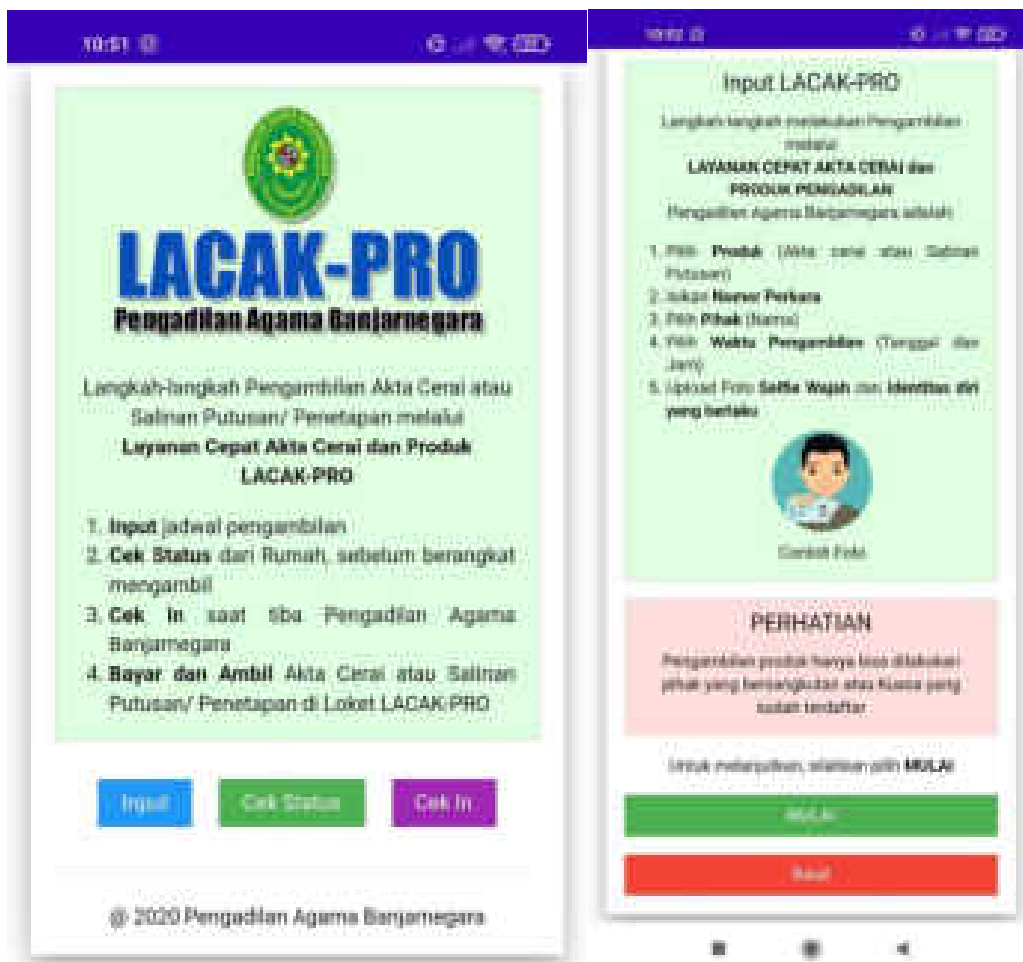 10:51
LACAK-PRO
Pengadilan Agama Banjarnegara
Langkah-langkah Pengambilan Akta Cerai atau
Salinan Putusan/ Penetapan melalui
Layanan Cepat Akta Cerai dan Produk
LACAK-PRO
1. Input jadwal pengambilan
2. Cek Status dari Rumah, sebelum berangkat
mengambil
3. Cek In saat tiba Pengadilan Agama
Banjarnegara
4. Bayar dan Ambil Akta Cerai atau Salinan
Putusan/ Penetapan di Loket LACAK-PRO
Input
Cek Status
Cek In
@ 2020 Pengadilan Agama Banjarnegara
Input LACAK-PRO
Langkah-langkah melakukan Pengambilan
melalui
LAYANAN CEPAT AKTA CERAI dan
PRODUK PENGADILAN
Pengadilan Agama Banjarnegara adalah
1. Pilih Produk (Akta cerai atau Salinan
Putusan)
2. Isikan Nomor Perkara
3. Pilih Pihak (Nama)
4. Pilih Waktu Pengambilan (Tanggal dan
Jam)
5. Upload Foto Selfie Wajah dan Identitas diri
yang berlaku
Contoh Foto
PERHATIAN
Pengambilan produk hanya bisa dilakukan
pihak yang bersangkutan atau Kuasa yang
sudah terdaftar
Untuk melanjutkan, silahkan pilih MULAI
MULAI
Batal